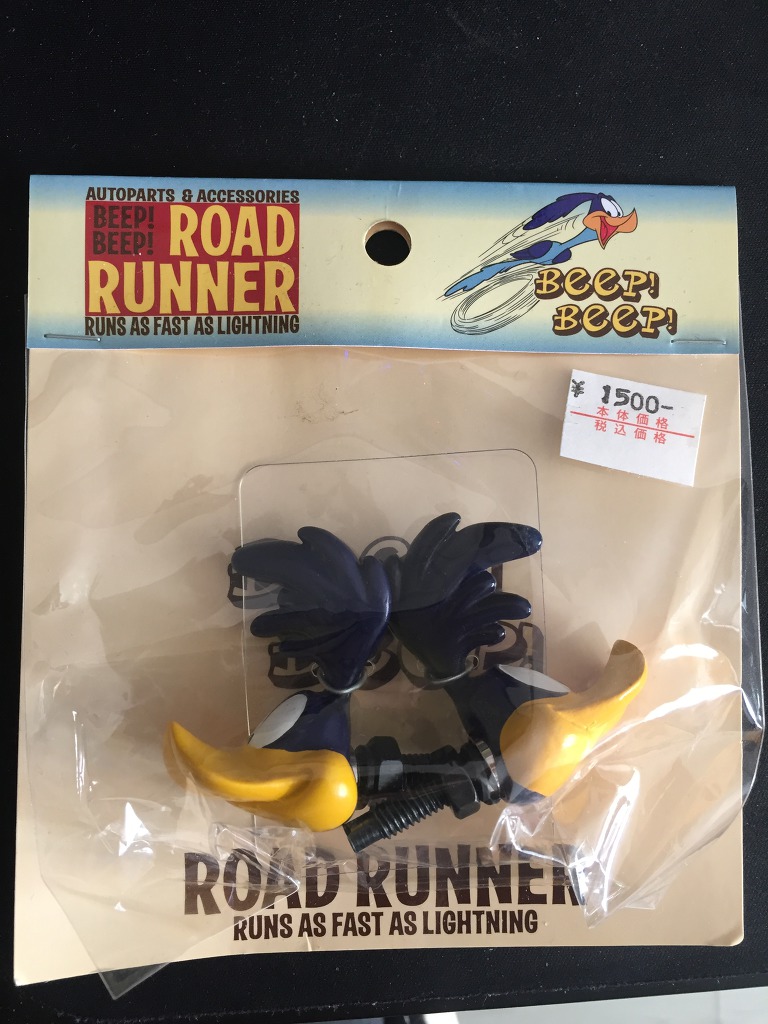 AUTOPARTS & ACCESSORIES
BEEP!
BEEP!
ROAD
RUNNER
RUNS AS FAST AS LIGHTNING
BEEP!
BEEP!
¥ 1500-
本体価格
税込価格
ROAD RUNNER
RUNS AS FAST AS LIGHTNING